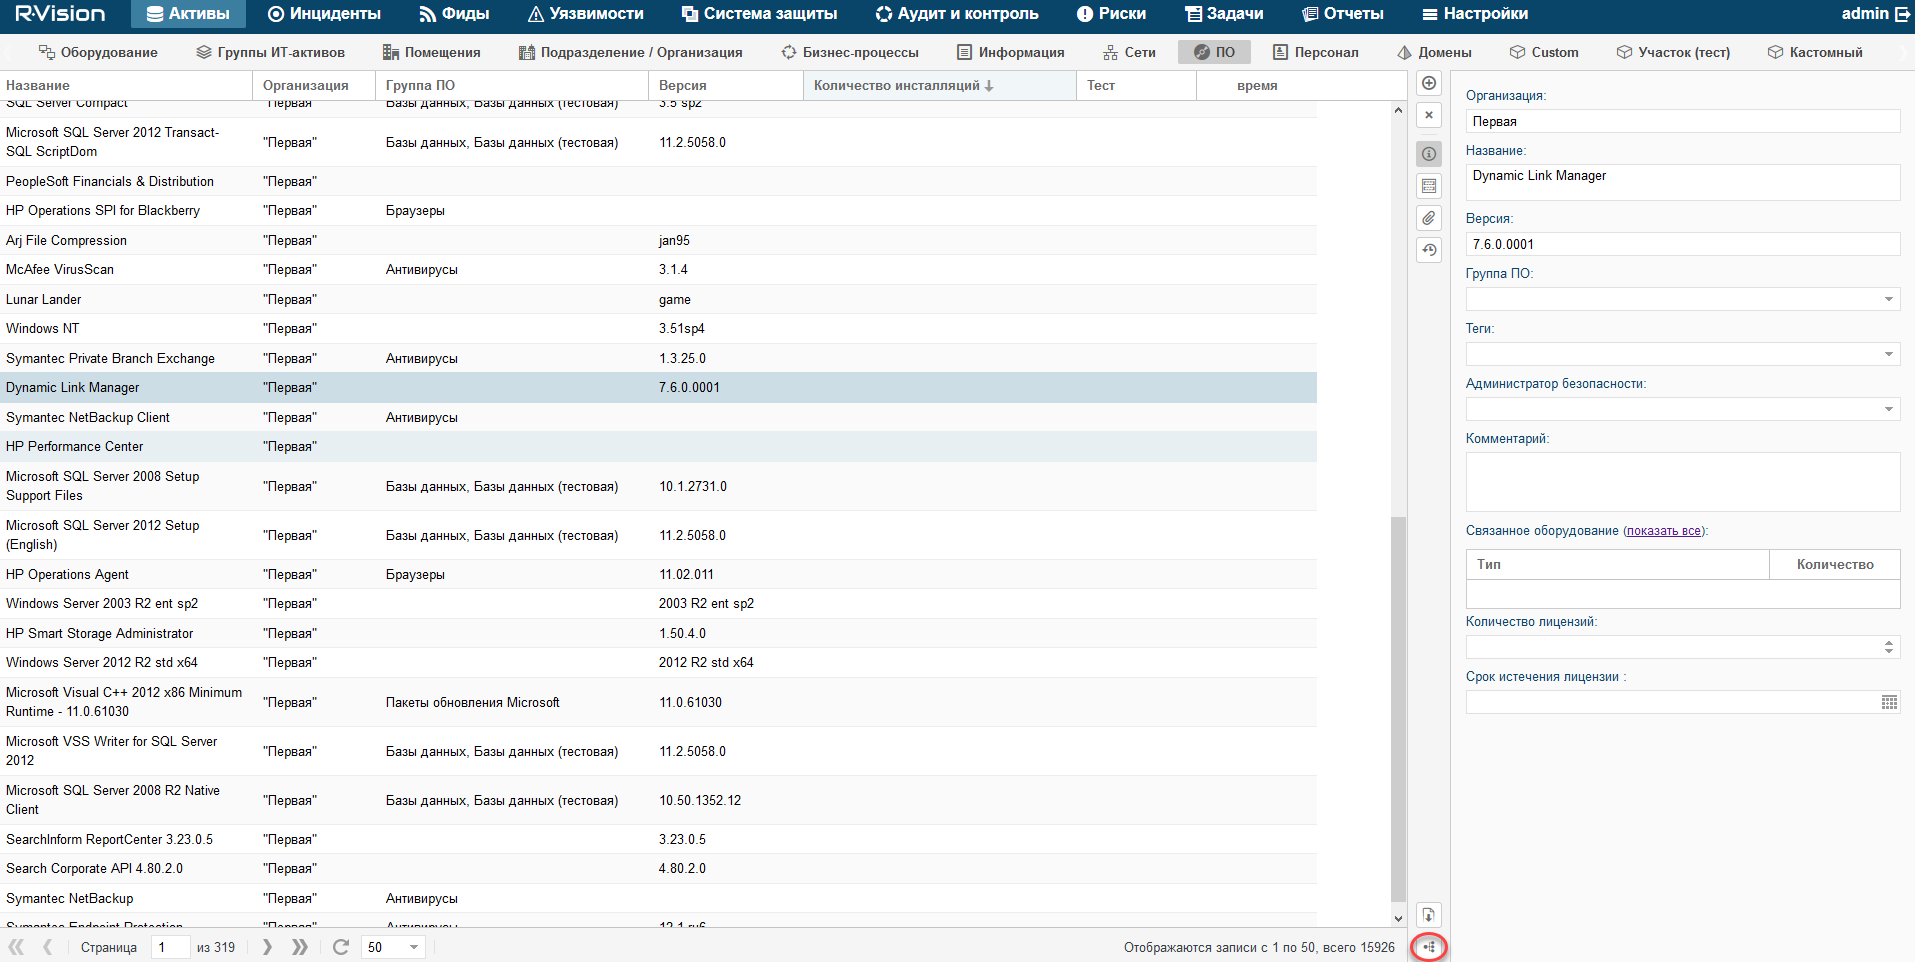 R-Vision Активы Инциденты Фиды Уязвимости Система защиты Аудит и контроль Риски Задачи Отчеты Настройки admin
Оборудование Группы ИТ-активов Помещения Подразделение / Организация Бизнес-процессы Информация Сети ПО Персонал Домены Custom Участок (тест) Кастомный
Название Организация Группа ПО Версия Количество инсталляций Тест время
SQL Server Compact "Первая" Базы данных, Базы данных (тестовая) 3.5 sp2
Microsoft SQL Server 2012 Transact-
SQL ScriptDom "Первая" Базы данных, Базы данных (тестовая) 11.2.5058.0
PeopleSoft Financials & Distribution "Первая"
HP Operations SPI for Blackberry "Первая" Браузеры
Arj File Compression "Первая" jan95
McAfee VirusScan "Первая" Антивирусы 3.1.4
Lunar Lander "Первая" game
Windows NT "Первая" 3.51sp4
Symantec Private Branch Exchange "Первая" Антивирусы 1.3.25.0
Dynamic Link Manager "Первая" 7.6.0.0001
Symantec NetBackup Client "Первая" Антивирусы
HP Performance Center "Первая"
Microsoft SQL Server 2008 Setup
Support Files "Первая" Базы данных, Базы данных (тестовая) 10.1.2731.0
Microsoft SQL Server 2012 Setup
(English) "Первая" Базы данных, Базы данных (тестовая) 11.2.5058.0
HP Operations Agent "Первая" Браузеры 11.02.011
Windows Server 2003 R2 ent sp2 "Первая" 2003 R2 ent sp2
HP Smart Storage Administrator "Первая" 1.50.4.0
Windows Server 2012 R2 std x64 "Первая" 2012 R2 std x64
Microsoft Visual C++ 2012 x86 Minimum
Runtime - 11.0.61030 "Первая" Пакеты обновления Microsoft 11.0.61030
Microsoft VSS Writer for SQL Server
2012 "Первая" Базы данных, Базы данных (тестовая) 11.2.5058.0
Microsoft SQL Server 2008 R2 Native
Client "Первая" Базы данных, Базы данных (тестовая) 10.50.1352.12
SearchInform ReportCenter 3.23.0.5 "Первая" 3.23.0.5
Search Corporate API 4.80.2.0 "Первая" 4.80.2.0
Symantec NetBackup "Первая" Антивирусы
Symantec Endpoint Protection "Первая" Антивирусы 12.1 ru6
Страница 1 из 319 50 Отображаются записи с 1 по 50, всего 15926
Организация:
Первая
Название:
Dynamic Link Manager
Версия:
7.6.0.0001
Группа ПО:
Теги:
Администратор безопасности:
Комментарий:
Связанное оборудование (показать все):
Тип Количество
Количество лицензий:
Срок истечения лицензии :